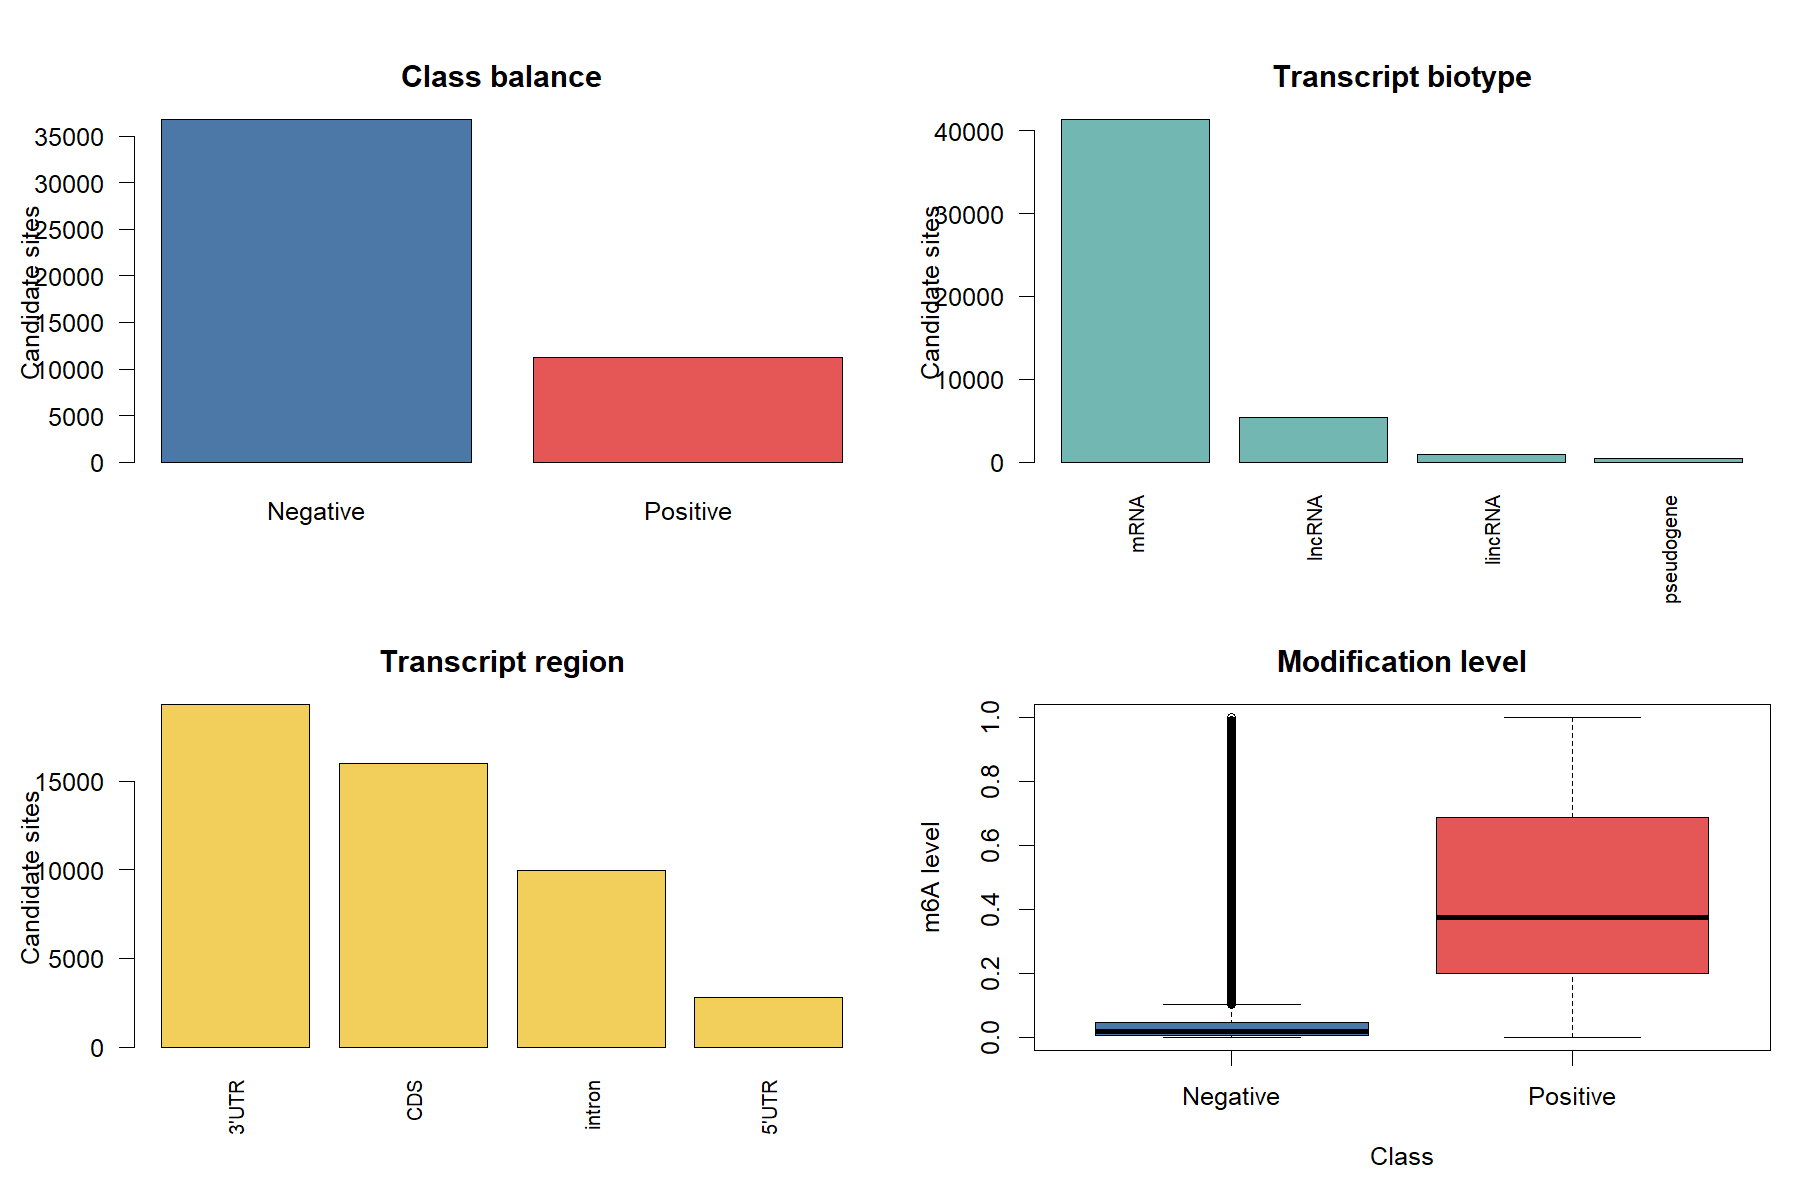 Class balance
35000
30000
25000
20000
15000
10000
5000
0
Candidate sites
Negative
Positive
Transcript biotype
40000
30000
20000
10000
0
Candidate sites
mRNA
lncRNA
lincRNA
pseudogene
Transcript region
15000
10000
5000
0
Candidate sites
3'UTR
CDS
intron
5'UTR
Modification level
1.0
0.8
0.6
0.4
0.2
0.0
m6A level
Negative
Positive
Class